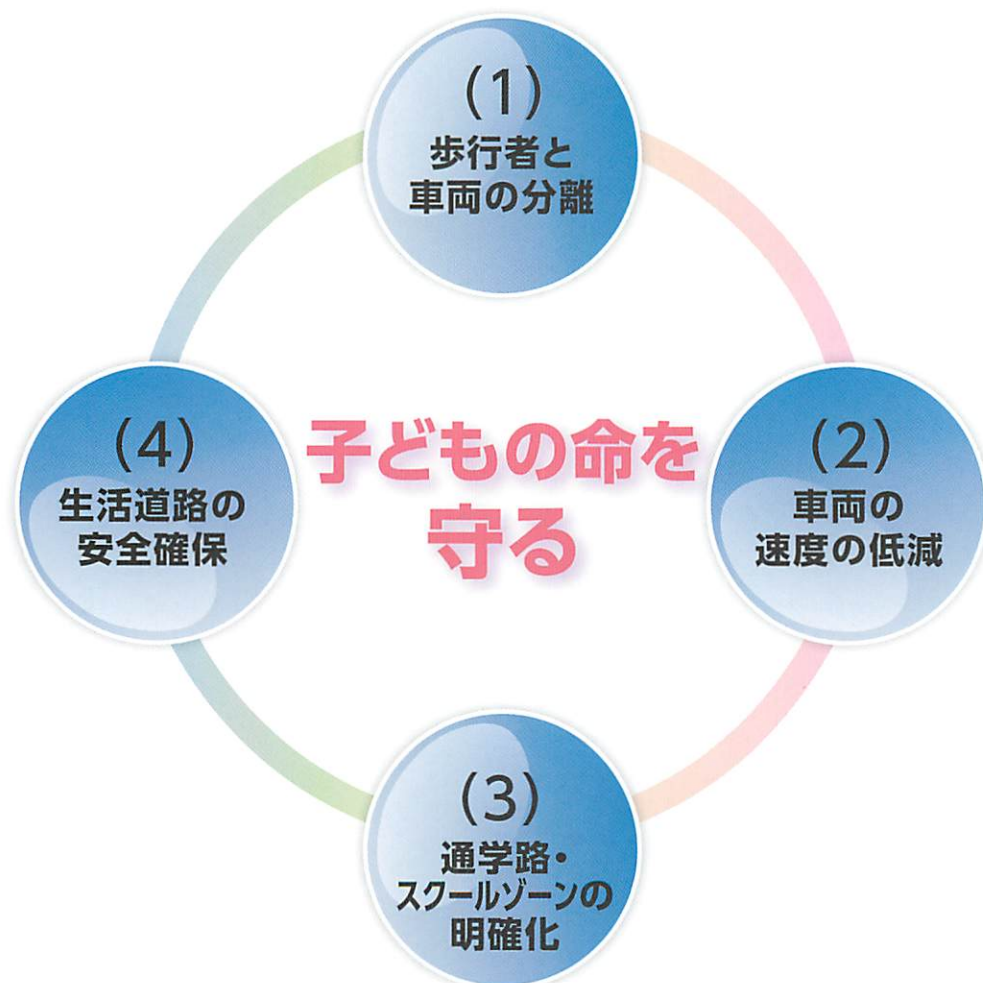 (1)
歩行者と
車両の分離
(2)
車両の
速度の低減
(3)
通学路・
スクールゾーンの
明確化
(4)
生活道路の
安全確保
子どもの命を
守る